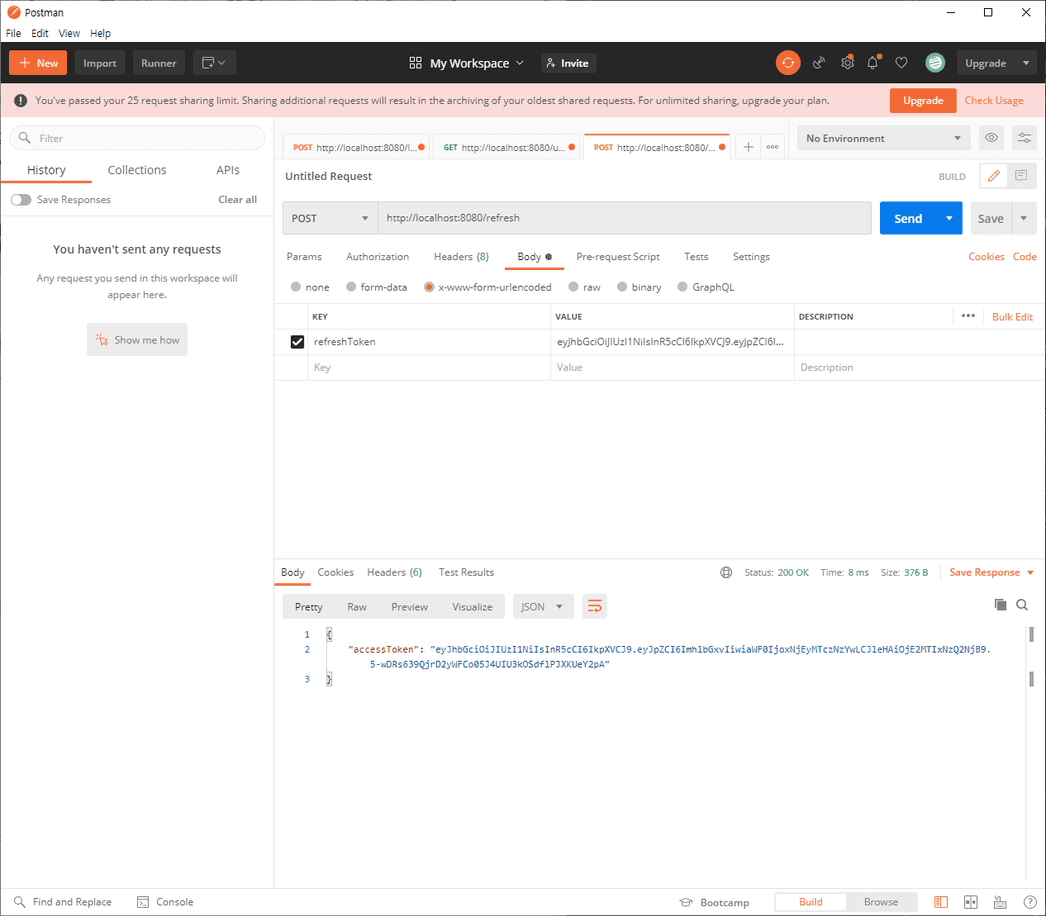 Postman
File Edit View Help
New Import Runner My Workspace Invite Upgrade
You've passed your 25 request sharing limit. Sharing additional requests will result in the archiving of your oldest shared requests. For unlimited sharing, upgrade your plan. Upgrade Check Usage
Filter
History Collections APIs
Save Responses Clear all
You haven't sent any requests
Any request you send in this workspace will
appear here.
Show me how
POST http://localhost:8080/l... GET http://localhost:8080/u... POST http://localhost:8080/... No Environment
Untitled Request BUILD
POST http://localhost:8080/refresh Send Save
Params Authorization Headers (8) Body Pre-request Script Tests Settings Cookies Code
none form-data x-www-form-urlencoded raw binary GraphQL
KEY VALUE DESCRIPTION Bulk Edit
refreshToken eyJhbGciOiJIUzI1NiIsInR5cCI6IkpXVCJ9.eyJpZCI6I...
Key Value Description
Body Cookies Headers (6) Test Results Status: 200 OK Time: 8 ms Size: 376 B Save Response
Pretty Raw Preview Visualize JSON
1 {
2 "accessToken": "eyJhbGciOiJIUzI1NiIsInR5cCI6IkpXVCJ9.eyJpZCI6ImhlbGxvIiwiaWF0IjoxNjEyMTczNzYwLCJleHAiOjE2MTIxNzQ2NjB9.
5-wDRs639QjrD2yWFCo05J4UIU3kOSdflPJXKUeY2pA"
3 }
Find and Replace Console Bootcamp Build Browse